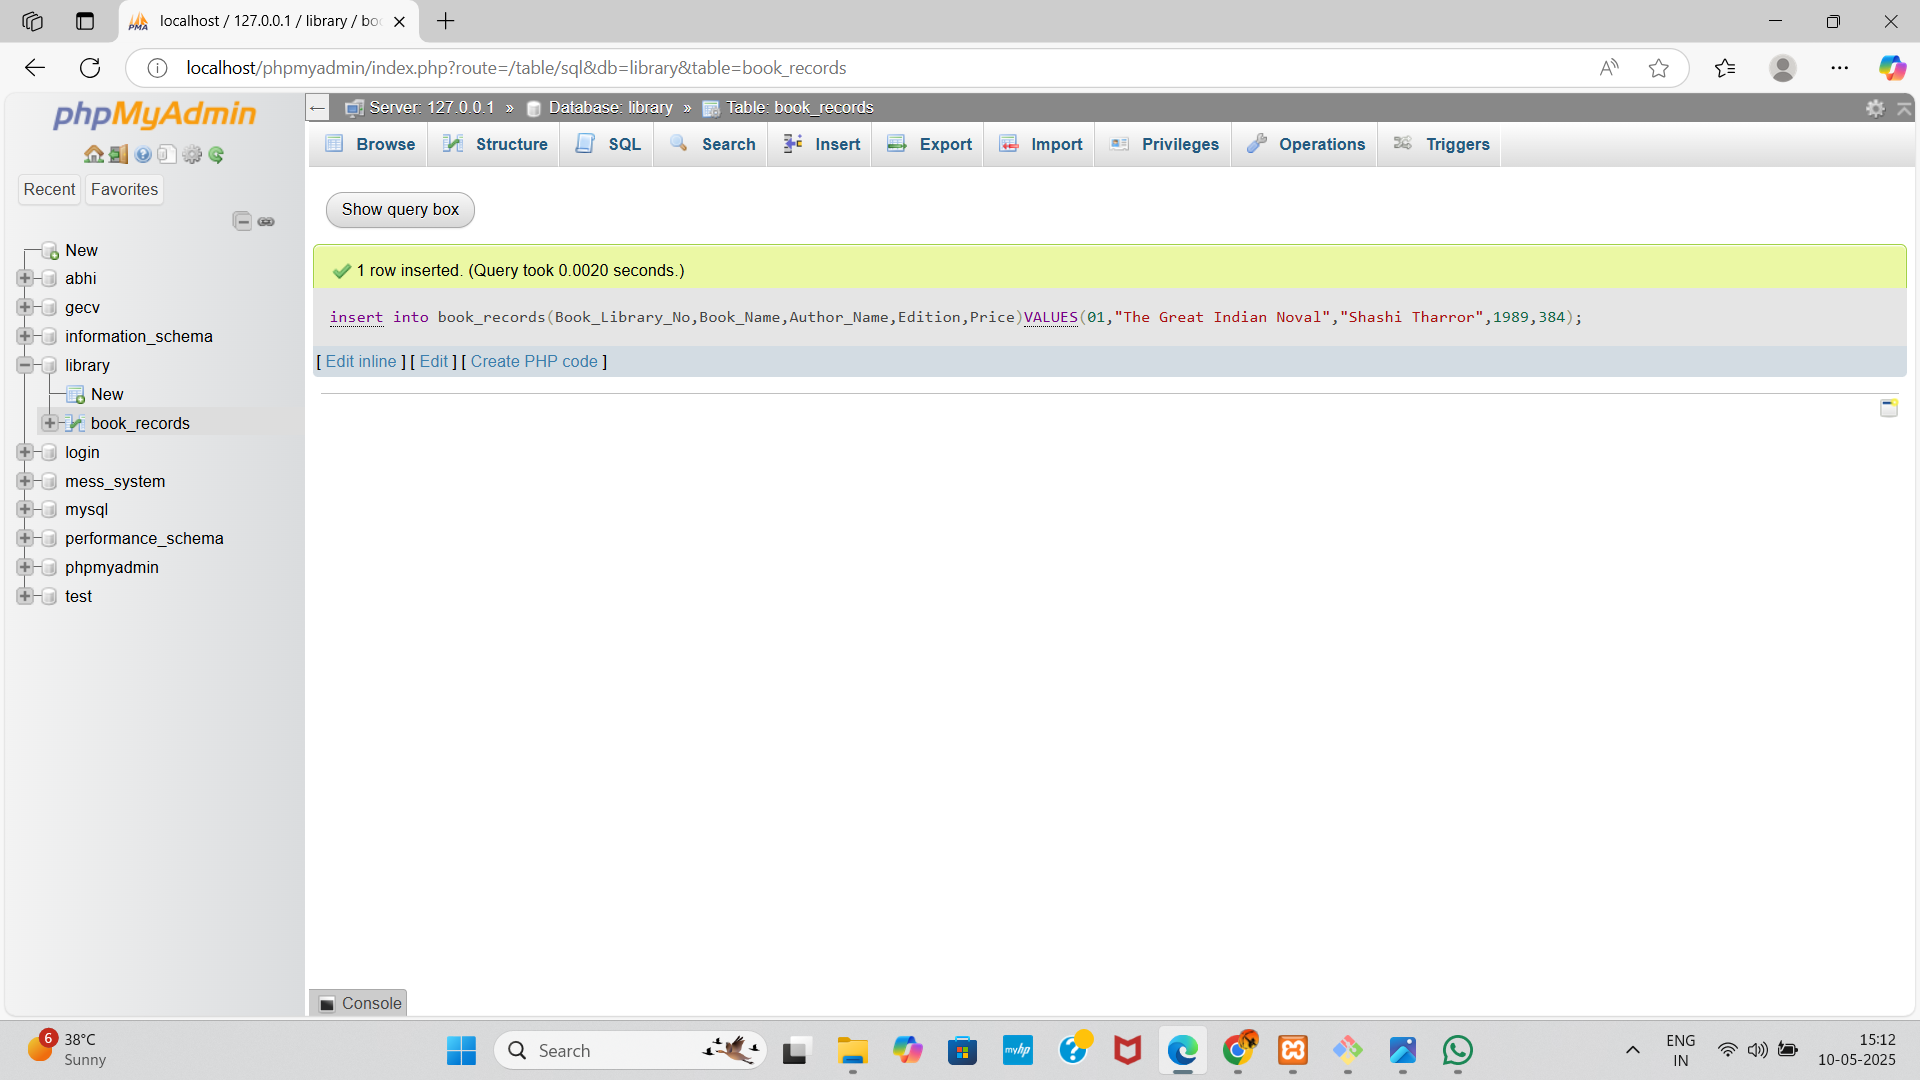 localhost / 127.0.0.1 / library / bo
localhost/phpmyadmin/index.php?route=/table/sql&db=library&table=book_records
phpMyAdmin
Recent
Favorites
New
abhi
gecv
information_schema
library
New
book_records
login
mess_system
mysql
performance_schema
phpmyadmin
test
Server: 127.0.0.1 » Database: library » Table: book_records
Browse
Structure
SQL
Search
Insert
Export
Import
Privileges
Operations
Triggers
Show query box
1 row inserted. (Query took 0.0020 seconds.)
insert into book_records(Book_Library_No,Book_Name,Author_Name,Edition,Price)VALUES(01,"The Great Indian Noval","Shashi Tharror",1989,384);
[ Edit inline ] [ Edit ] [ Create PHP code ]
Console
6
38°C
Sunny
Search
myhp
ENG
IN
15:12
10-05-2025